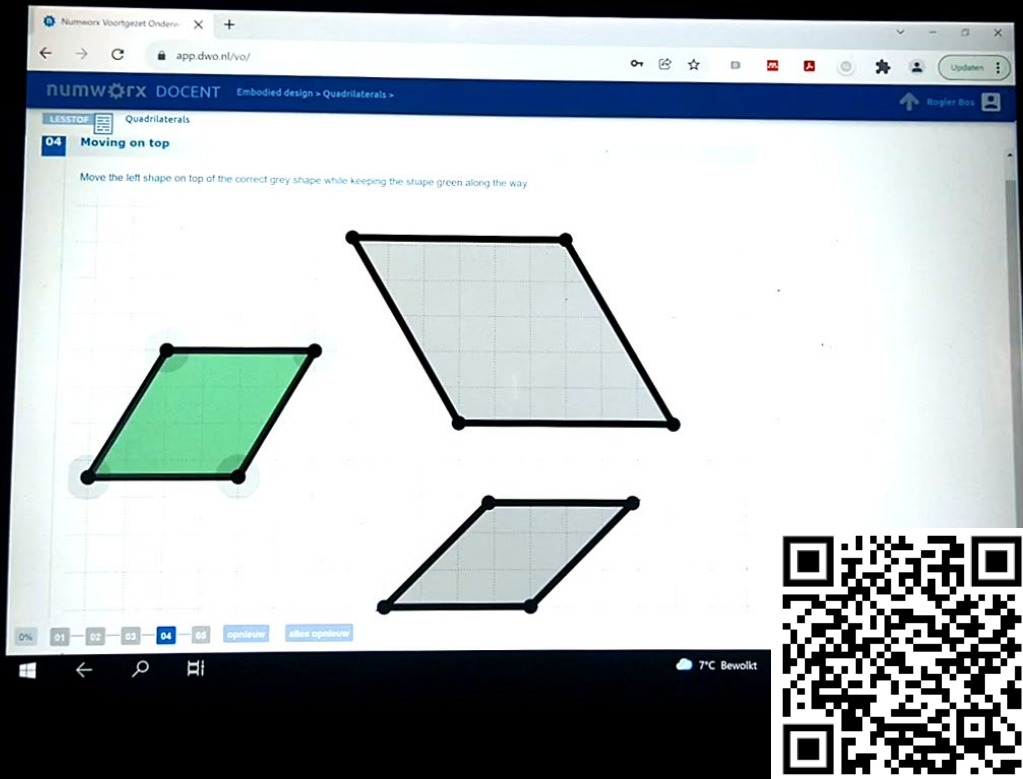 Numworx Voortgezet Onderw
app.dwo.nl/vo/
Updaten
numworx DOCENT Embodied design > Quadrilaterals >
Rogier Bos
LESSTOF Quadrilaterals
04 Moving on top
Move the left shape on top of the correct grey shape while keeping the shape green along the way
0% 01 02 03 04 05 opnieuw alles opnieuw
7°C Bewolkt